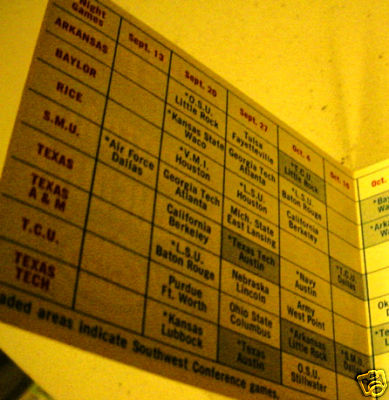 Night
Games
Sept. 13
Sept. 20
Sept. 27
Oct. 4
Oct. 10
Oct.
ARKANSAS
*O.S.U.
Little Rock
Tulsa
Fayetteville
*T.C.U.
Little Rock
BAYLOR
*Kansas State
Waco
Georgia Tech
Atlanta
*L.S.U.
Baton Rouge
RICE
*V.M.I.
Houston
*L.S.U.
Houston
California
Berkeley
S.M.U.
*Air Force
Dallas
Georgia Tech
Atlanta
Mich. State
East Lansing
*T.C.U.
Dallas
TEXAS
California
Berkeley
*Texas Tech
Austin
*Navy
Austin
TEXAS
A & M
*L.S.U.
Baton Rouge
Nebraska
Lincoln
Army
West Point
T.C.U.
Purdue
Ft. Worth
Ohio State
Columbus
*Arkansas
Little Rock
*S.M.U.
Dallas
TEXAS
TECH
*Kansas
Lubbock
*Texas
Austin
O.S.U.
Stillwater
aded areas indicate Southwest Conference games.